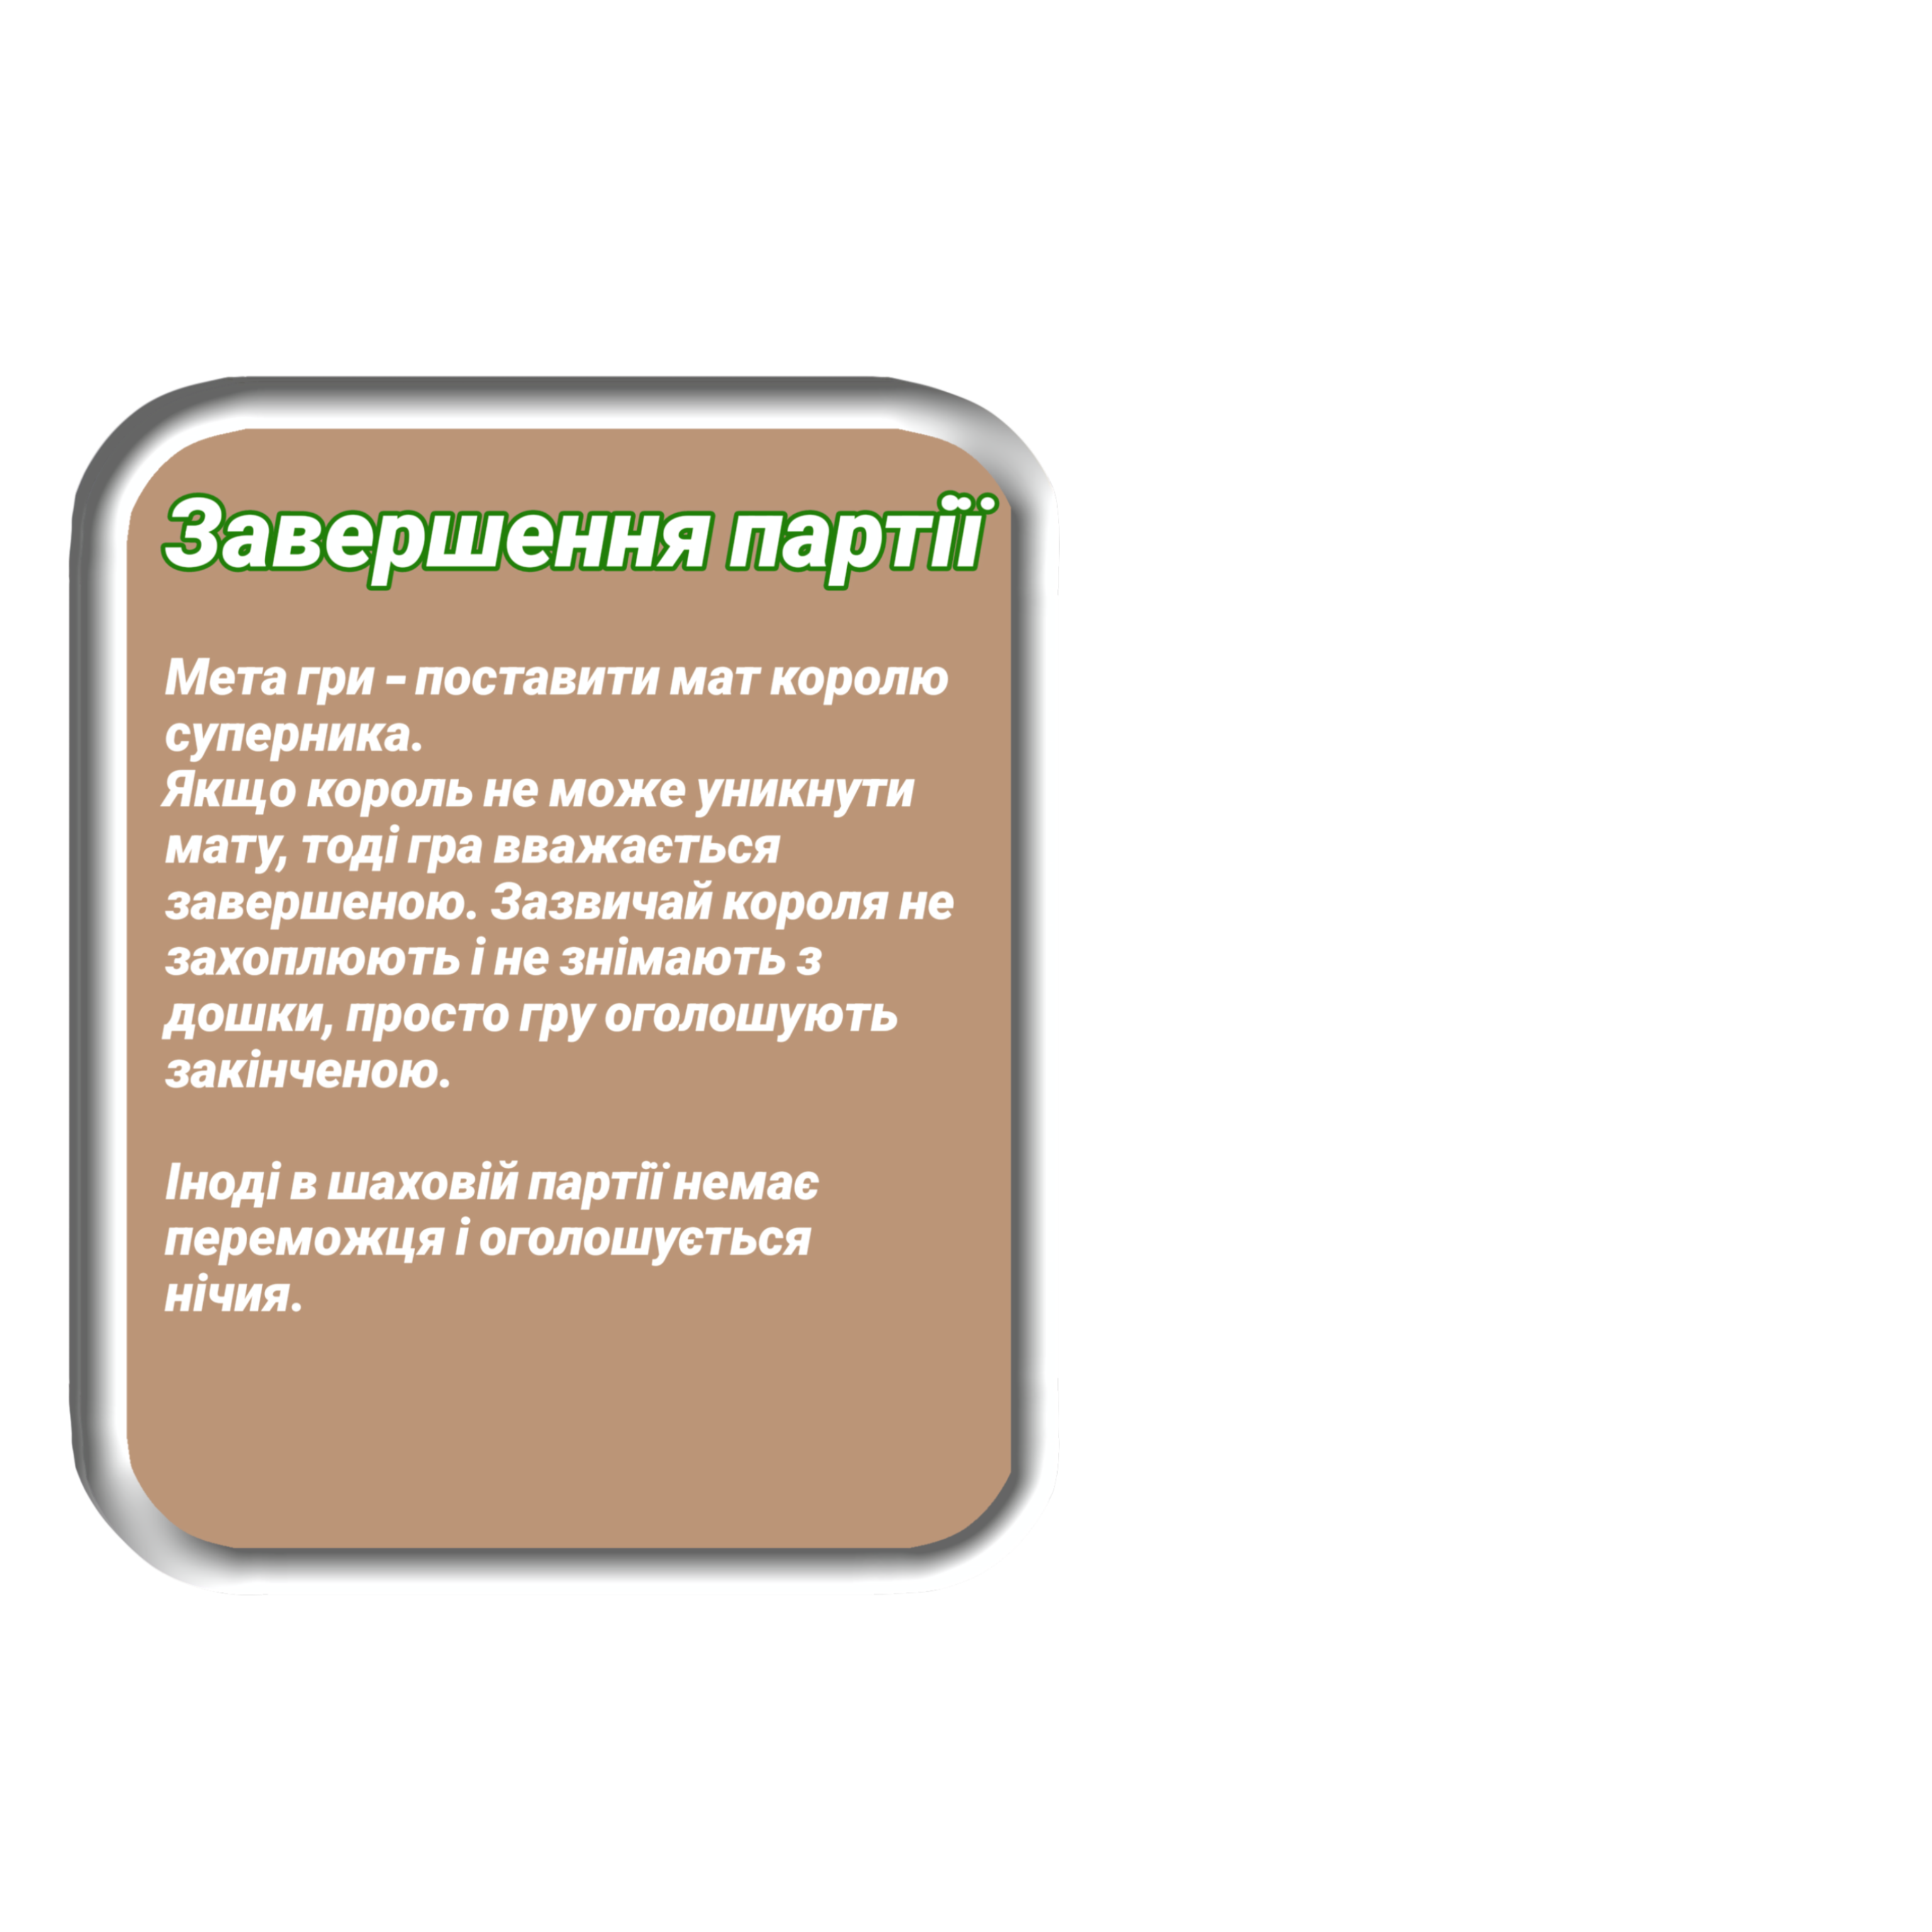 Завершення партії
Мета гри - поставити мат королю
суперника.
Якщо король не може уникнути
мату, тоді гра вважається
завершеною. Зазвичай короля не
захоплюють і не знімають з
дошки, просто гру оголошують
закінченою.
Іноді в шаховій партії немає
переможця і оголошується
нічия.